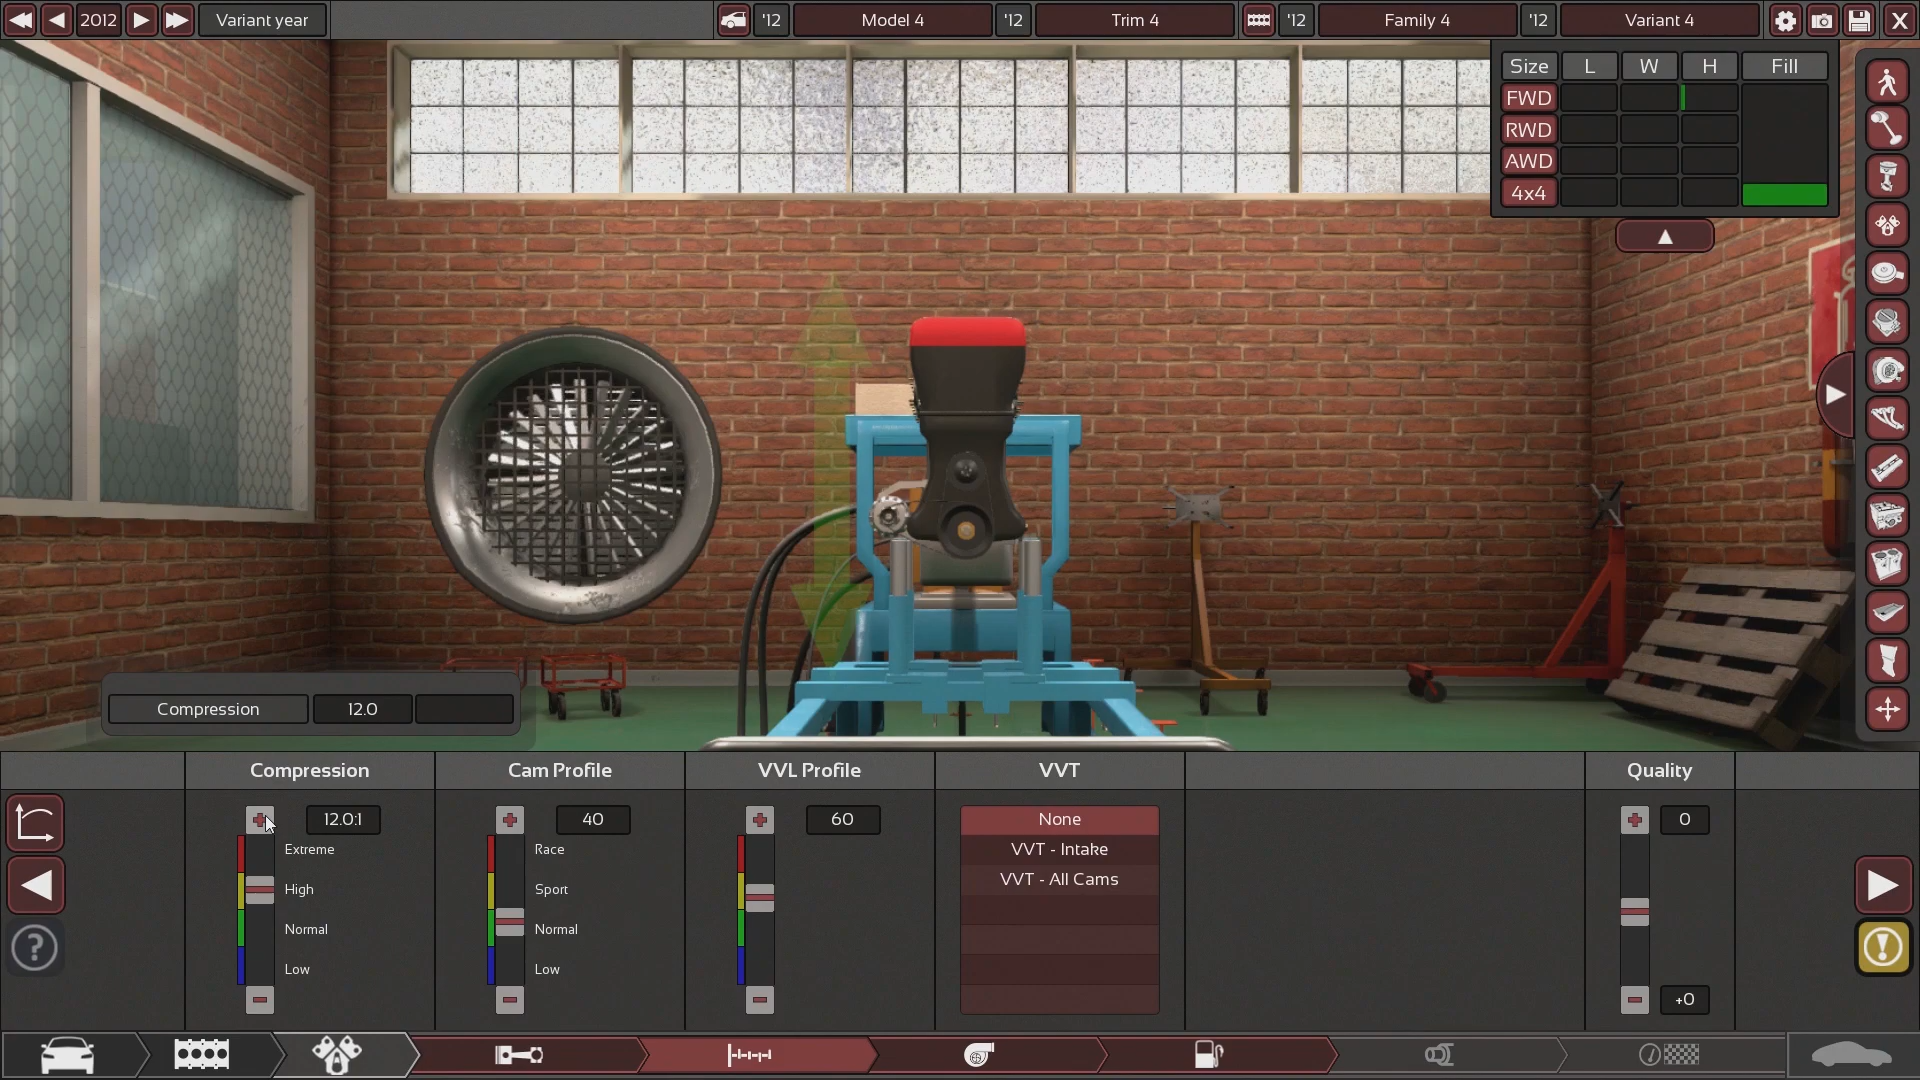 2012 Variant year '12 Model 4 '12 Trim 4 '12 Family 4 '12 Variant 4 X
Size L W H Fill
FWD
RWD
AWD
4x4
Compression 12.0
Compression Cam Profile VVL Profile VVT Quality
12.0:1 40 60 None 0
Extreme Race VVT - Intake
High Sport VVT - All Cams
Normal Normal
Low Low
+0